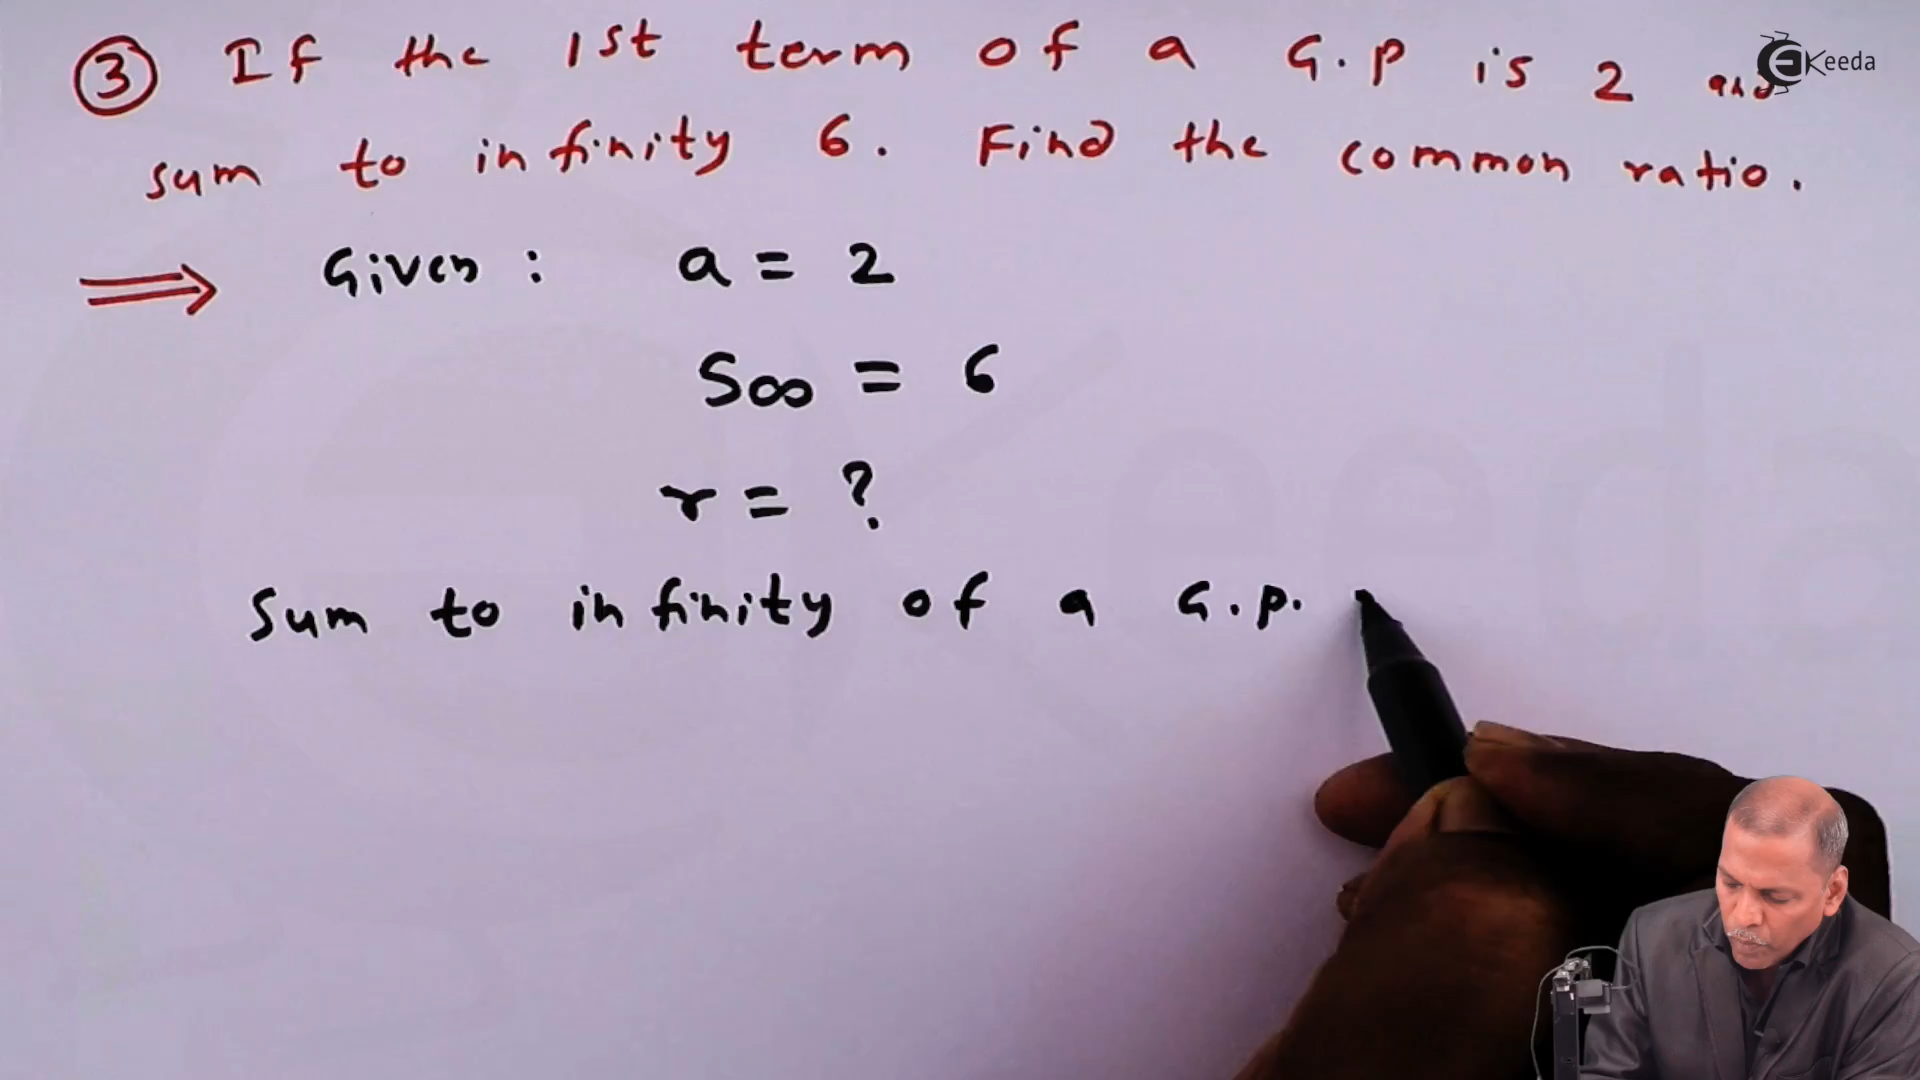 ③ If the 1st term of a G.P is 2 and
sum to infinity 6. Find the common ratio.
⟹ Given : a = 2
S∞ = 6
r = ?
Sum to infinity of a G.P.
eKeeda